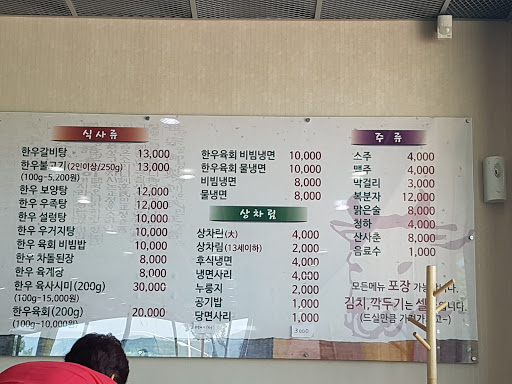 식사류
한우갈비탕 13,000
한우불고기(2인이상/250g) 13,000
(100g~5,200원)
한우 보양탕 12,000
한우 우족탕 12,000
한우 설렁탕 10,000
한우 우거지탕 10,000
한우 육회 비빔밥 10,000
한우 차돌된장 8,000
한우 육개장 8,000
한우 육사시미(200g) 30,000
(100g~15,000원)
한우육회(200g) 20,000
(100g~10,000원)
한우육회 비빔냉면 10,000
한우육회 물냉면 10,000
비빔냉면 8,000
물냉면 8,000
상차림
상차림(大) 4,000
상차림(13세이하) 2,000
후식냉면 4,000
냉면사리 4,000
누룽지 2,000
공기밥 1,000
당면사리 1,000
주류
스주 4,000
맥주 4,000
막걸리 3,000
복분자 12,000
맑은술 8,000
청하 4,000
산사춘 8,000
음료수 1,000
모든메뉴 포장 가능
김치,깍두기는 셀